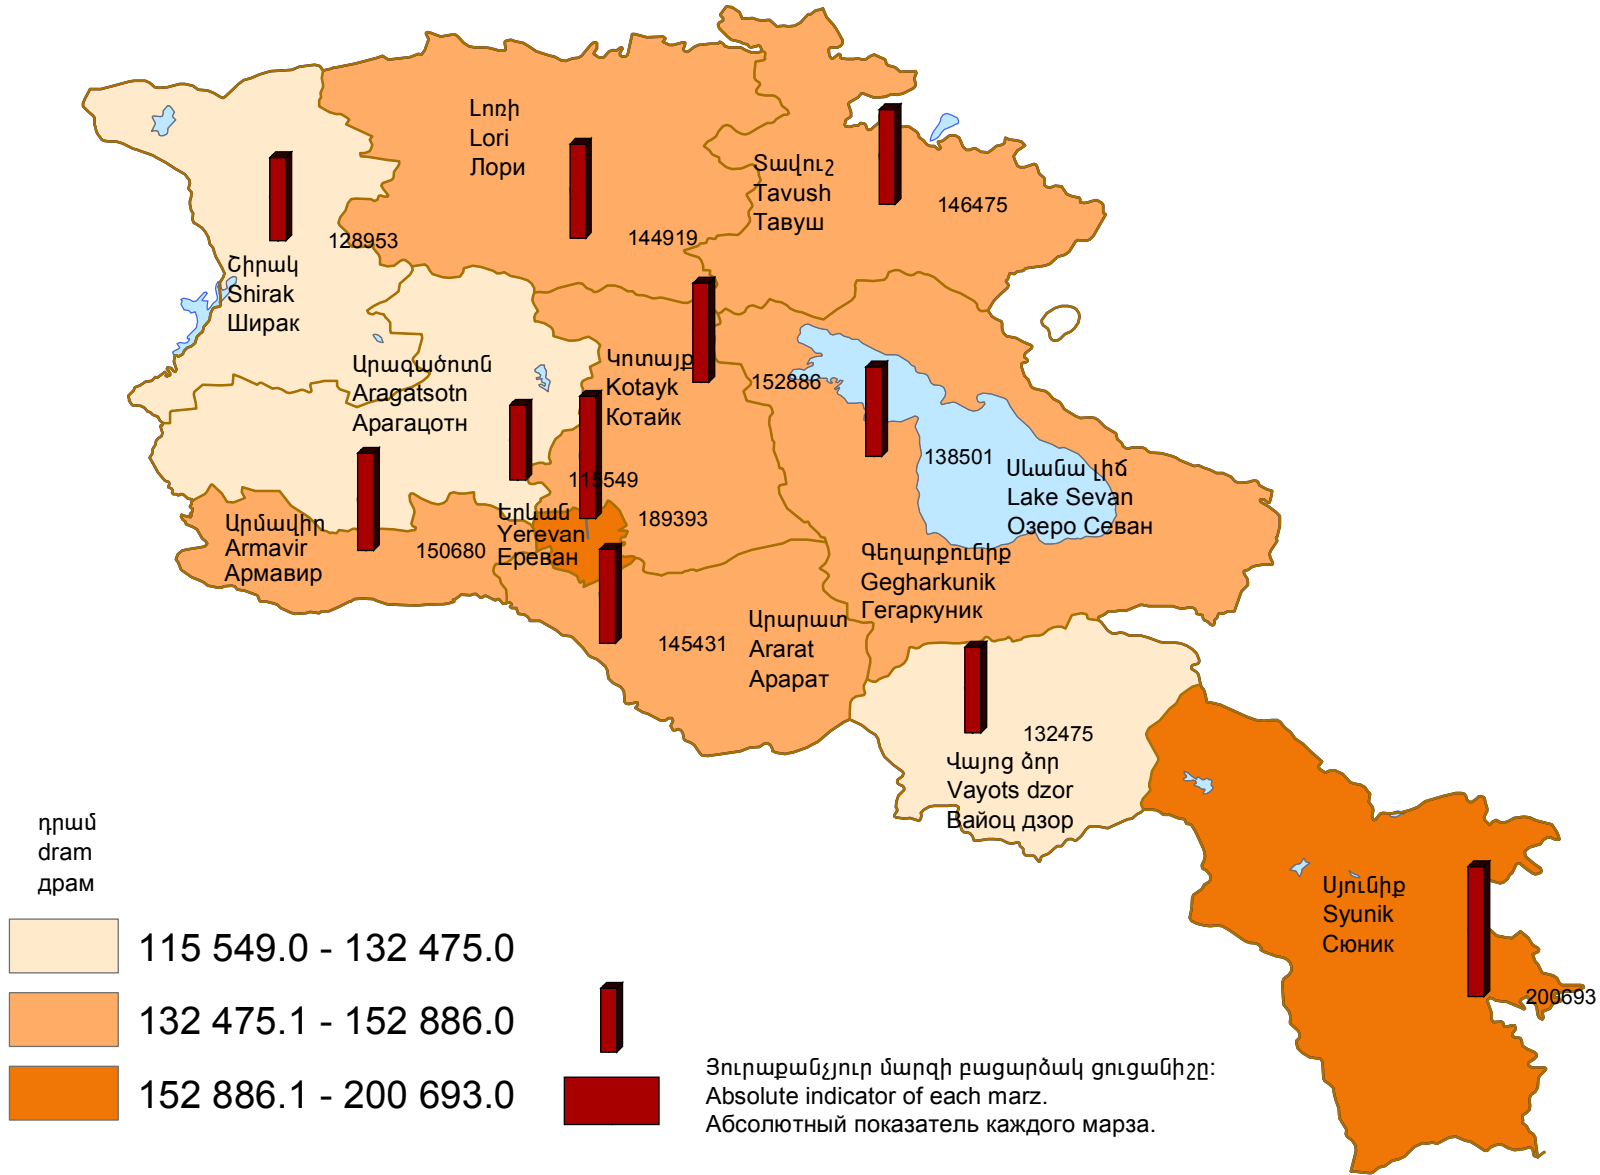 Լոռի
Lori
Лори
144919
Տավուշ
Tavush
Тавуш
146475
128953
Շիրակ
Shirak
Ширак
Արագածոտն
Aragatsotn
Арагацотн
115549
Կոտայք
Kotayk
Котайк
152886
138501
Սևանա լիճ
Lake Sevan
Озеро Севан
Գեղարքունիք
Gegharkunik
Гегаркуник
Արմավիր
Armavir
Армавир
150680
Երևան
Yerevan
Ереван
189393
145431
Արարատ
Ararat
Арарат
132475
Վայոց ձոր
Vayots dzor
Вайоц дзор
Սյունիք
Syunik
Сюник
200693
դրամ
dram
драм
115 549.0 - 132 475.0
132 475.1 - 152 886.0
152 886.1 - 200 693.0
Յուրաքանչյուր մարզի բացարձակ ցուցանիշը:
Absolute indicator of each marz.
Абсолютный показатель каждого марза.